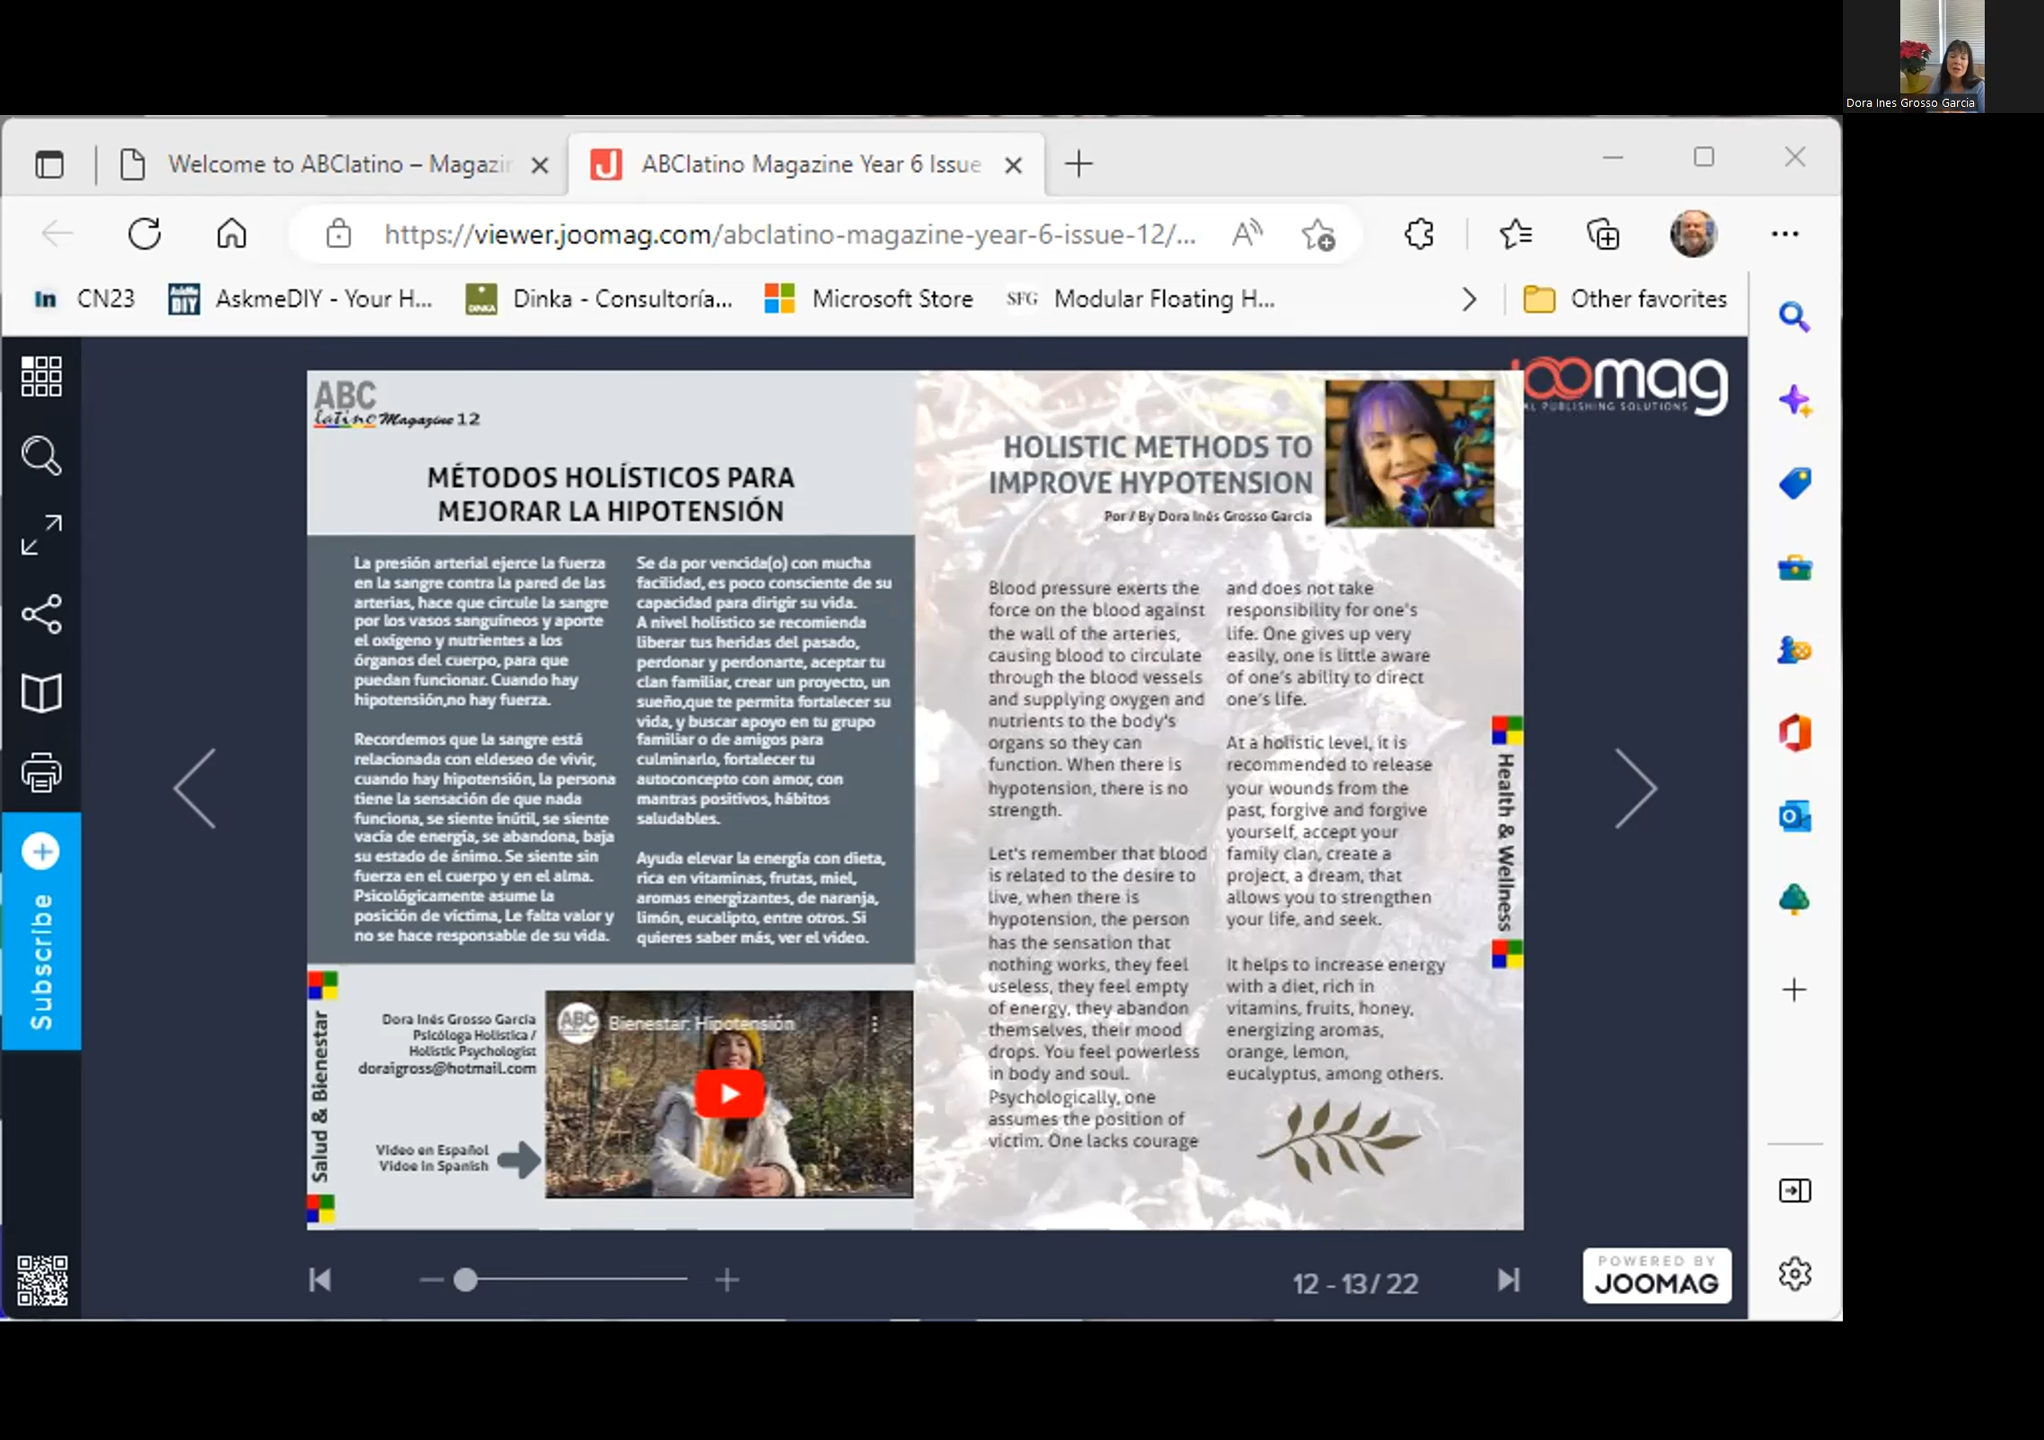 Dora Ines Grosso Garcia
Welcome to ABClatino – Magazi
ABClatino Magazine Year 6 Issue
https://viewer.joomag.com/abclatino-magazine-year-6-issue-12/...
In CN23
AskMe DIY AskmeDIY - Your H...
DINKA Dinka - Consultoría...
Microsoft Store
SFG Modular Floating H...
Other favorites
Joomag
AL PUBLISHING SOLUTIONS
ABC
latino Magazine 12
MÉTODOS HOLÍSTICOS PARA
MEJORAR LA HIPOTENSIÓN
La presión arterial ejerce la fuerza
en la sangre contra la pared de las
arterias, hace que circule la sangre
por los vasos sanguíneos y aporte
el oxígeno y nutrientes a los
órganos del cuerpo, para que
puedan funcionar. Cuando hay
hipotensión,no hay fuerza.
Recordemos que la sangre está
relacionada con eldeseo de vivir,
cuando hay hipotensión, la persona
tiene la sensación de que nada
funciona, se siente inútil, se siente
vacía de energía, se abandona, baja
su estado de ánimo. Se siente sin
fuerza en el cuerpo y en el alma.
Psicológicamente asume la
posición de víctima, Le falta valor y
no se hace responsable de su vida.
Se da por vencida(o) con mucha
facilidad, es poco consciente de su
capacidad para dirigir su vida.
A nivel holístico se recomienda
liberar tus heridas del pasado,
perdonar y perdonarte, aceptar tu
clan familiar, crear un proyecto, un
sueño,que te permita fortalecer su
vida, y buscar apoyo en tu grupo
familiar o de amigos para
culminarlo, fortalecer tu
autoconcepto con amor, con
mantras positivos, hábitos
saludables.
Ayuda elevar la energía con dieta,
rica en vitaminas, frutas, miel,
aromas energizantes, de naranja,
limón, eucalipto, entre otros. Si
quieres saber más, ver el video.
Salud & Bienestar
Dora Inés Grosso García
Psicóloga Holística /
Holistic Psychologist
doraigross@hotmail.com
Video en Español
Vidoe in Spanish
ABC
Bienestar: Hipotensión
HOLISTIC METHODS TO
IMPROVE HYPOTENSION
Por / By Dora Inés Grosso García
Blood pressure exerts the
force on the blood against
the wall of the arteries,
causing blood to circulate
through the blood vessels
and supplying oxygen and
nutrients to the body's
organs so they can
function. When there is
hypotension, there is no
strength.
Let's remember that blood
is related to the desire to
live, when there is
hypotension, the person
has the sensation that
nothing works, they feel
useless, they feel empty
of energy, they abandon
themselves, their mood
drops. You feel powerless
in body and soul.
Psychologically, one
assumes the position of
victim. One lacks courage
and does not take
responsibility for one's
life. One gives up very
easily, one is little aware
of one's ability to direct
one's life.
At a holistic level, it is
recommended to release
your wounds from the
past, forgive and forgive
yourself, accept your
family clan, create a
project, a dream, that
allows you to strengthen
your life, and seek.
It helps to increase energy
with a diet, rich in
vitamins, fruits, honey,
energizing aromas,
orange, lemon,
eucalyptus, among others.
Health & Wellness
Subscribe
12 - 13 / 22
POWERED BY
JOOMAG